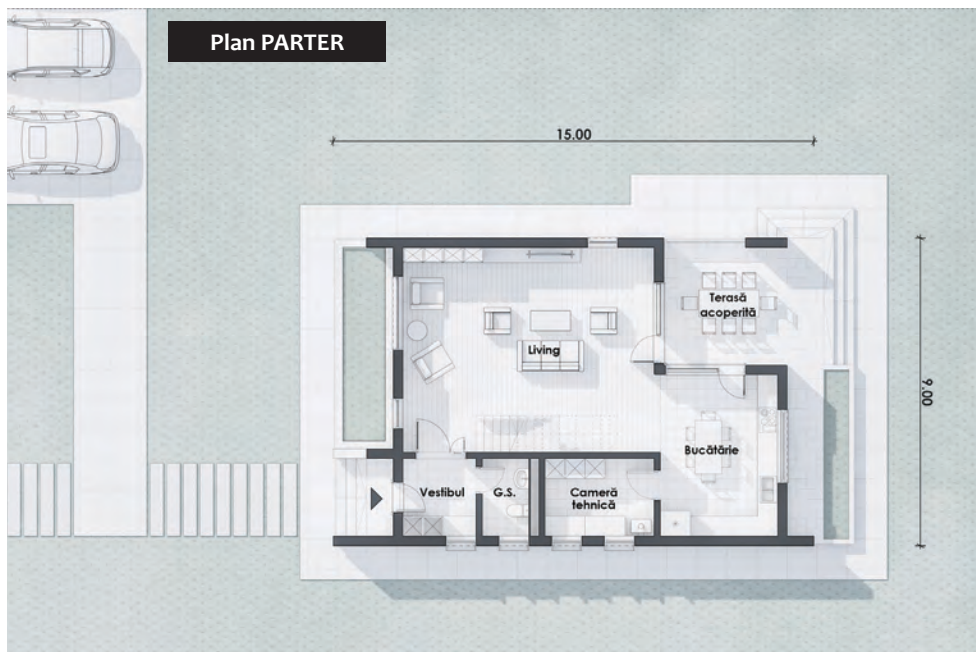 Plan PARTER
15.00
Terasă
acoperită
Living
9.00
Bucătărie
Vestibul
G.S.
Cameră
tehnică